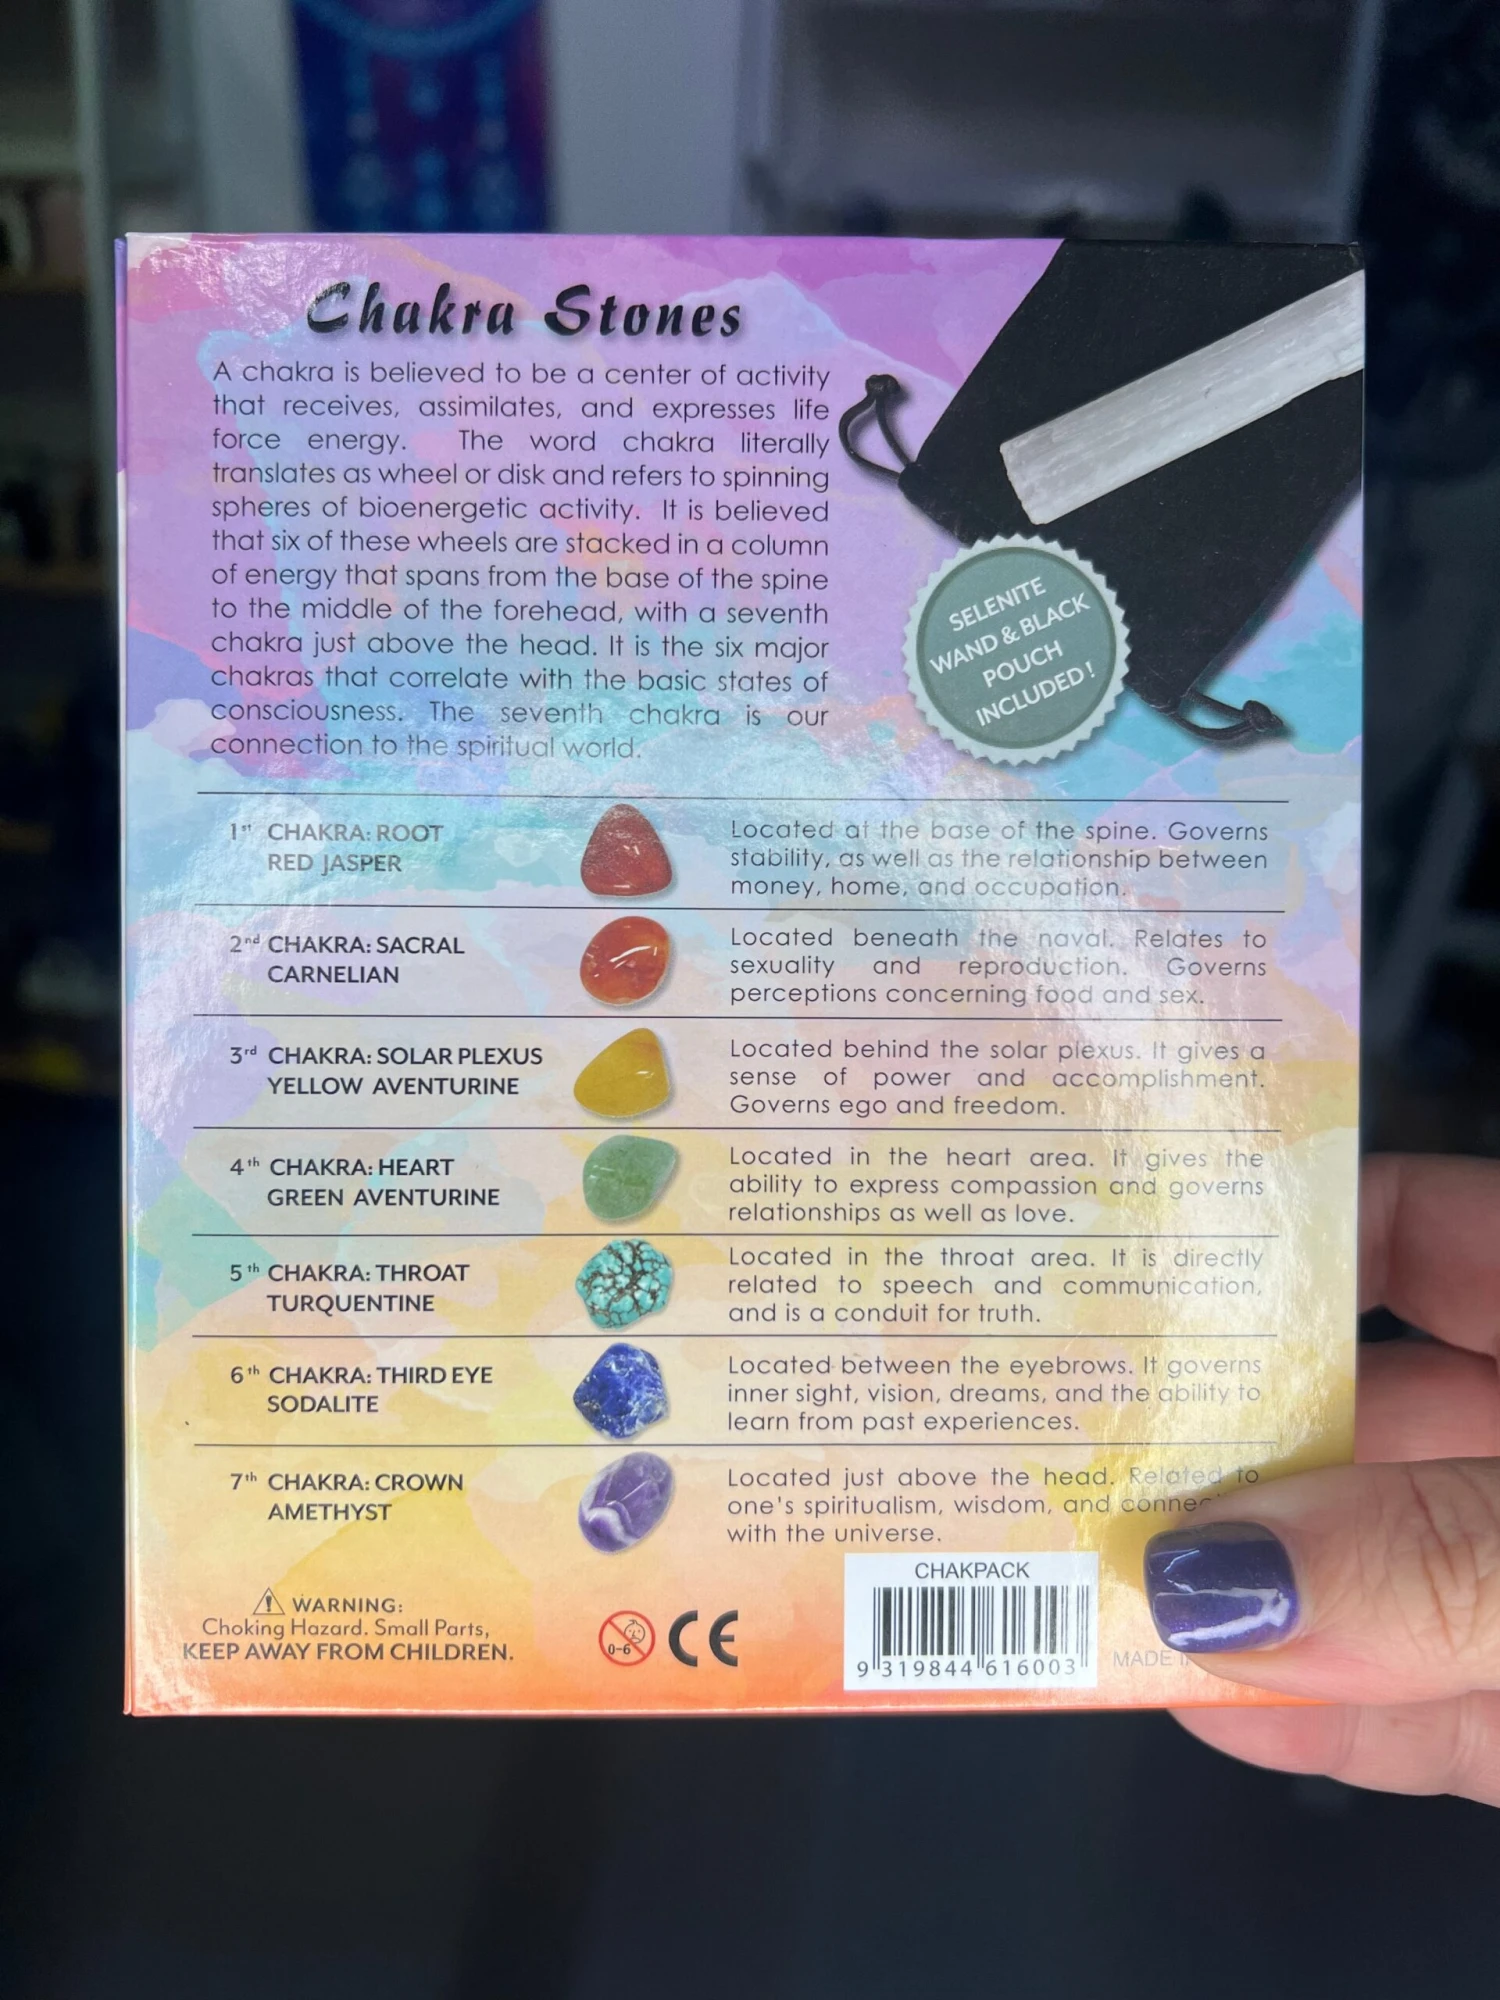 Chakra Stones
A chakra is believed to be a center of activity
that receives, assimilates, and expresses life
force energy. The word chakra literally
translates as wheel or disk and refers to spinning
spheres of bioenergetic activity. It is believed
that six of these wheels are stacked in a column
of energy that spans from the base of the spine
to the middle of the forehead, with a seventh
chakra just above the head. It is the six major
chakras that correlate with the basic states of
consciousness. The seventh chakra is our
connection to the spiritual world.
SELENITE
WAND & BLACK
POUCH
INCLUDED!
1st CHAKRA: ROOT
RED JASPER
Located at the base of the spine. Governs
stability, as well as the relationship between
money, home, and occupation.
2nd CHAKRA: SACRAL
CARNELIAN
Located beneath the naval. Relates to
sexuality and reproduction. Governs
perceptions concerning food and sex.
3rd CHAKRA: SOLAR PLEXUS
YELLOW AVENTURINE
Located behind the solar plexus. It gives a
sense of power and accomplishment.
Governs ego and freedom.
4th CHAKRA: HEART
GREEN AVENTURINE
Located in the heart area. It gives the
ability to express compassion and governs
relationships as well as love.
5th CHAKRA: THROAT
TURQUENTINE
Located in the throat area. It is directly
related to speech and communication,
and is a conduit for truth.
6th CHAKRA: THIRD EYE
SODALITE
Located between the eyebrows. It governs
inner sight, vision, dreams, and the ability to
learn from past experiences.
7th CHAKRA: CROWN
AMETHYST
Located just above the head. Related to
one's spiritualism, wisdom, and
with the universe.
WARNING:
Choking Hazard. Small Parts,
KEEP AWAY FROM CHILDREN.
0-6
CE
CHAKPACK
9 319844 616003
MADE